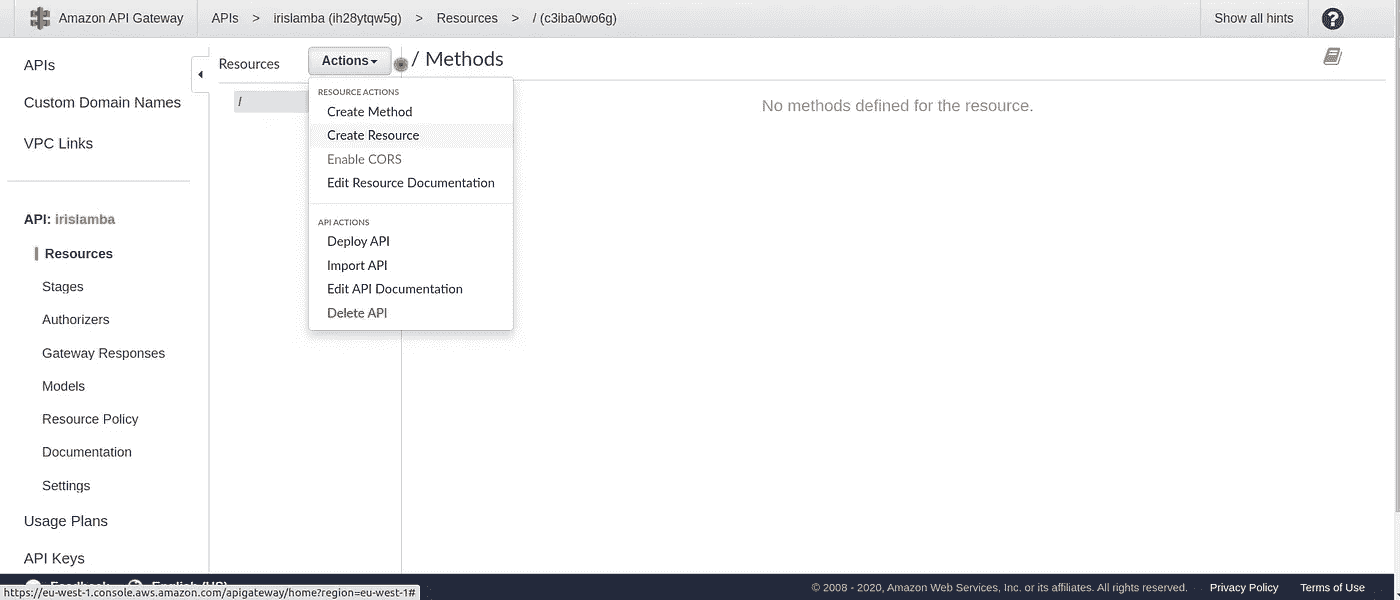 Amazon API Gateway APIs > irislamba (ih28ytqw5g) > Resources > / (c3iba0wo6g) Show all hints ?
APIs
Custom Domain Names
VPC Links
API: irislamba
Resources
Stages
Authorizers
Gateway Responses
Models
Resource Policy
Documentation
Settings
Usage Plans
API Keys
Resources Actions / Methods
/
RESOURCE ACTIONS
Create Method
Create Resource
Enable CORS
Edit Resource Documentation
API ACTIONS
Deploy API
Import API
Edit API Documentation
Delete API
No methods defined for the resource.
Feedback English (US)
© 2008 - 2020, Amazon Web Services, Inc. or its affiliates. All rights reserved. Privacy Policy Terms of Use
https://eu-west-1.console.aws.amazon.com/apigateway/home?region=eu-west-1#